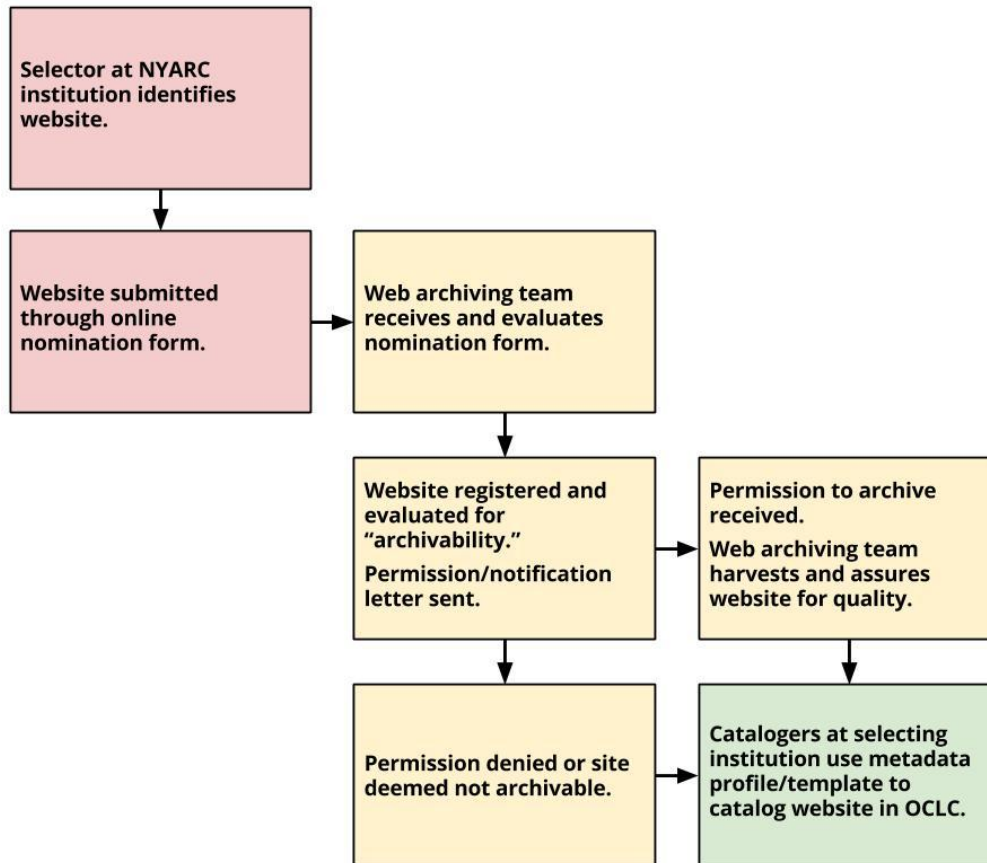 Selector at NYARC
institution identifies
website.
Website submitted
through online
nomination form.
Web archiving team
receives and evaluates
nomination form.
Website registered and
evaluated for
“archivability.”
Permission/notification
letter sent.
Permission to archive
received.
Web archiving team
harvests and assures
website for quality.
Permission denied or site
deemed not archivable.
Catalogers at selecting
institution use metadata
profile/template to
catalog website in OCLC.